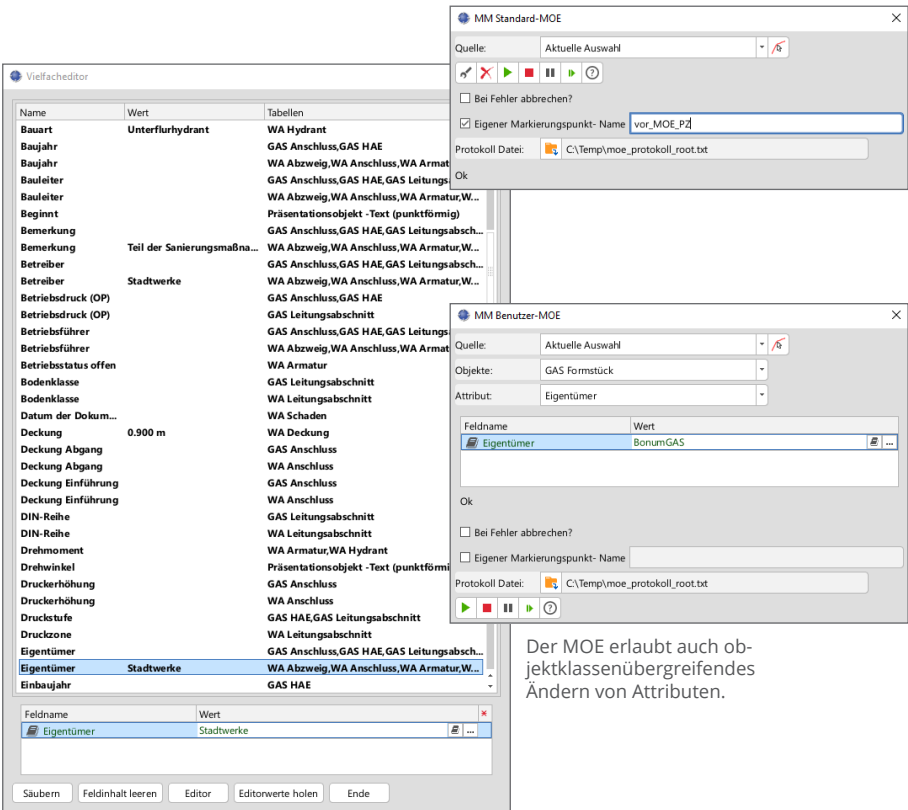 MM Standard-MOE
Quelle: Aktuelle Auswahl
Bei Fehler abbrechen?
Eigener Markierungspunkt- Name vor_MOE_PZ
Protokoll Datei: C:\Temp\moe_protokoll_root.txt
Ok
Vielfacheditor
Name Wert Tabellen
Bauart Unterflurhydrant WA Hydrant
Baujahr GAS Anschluss,GAS HAE
Baujahr WA Abzweig,WA Anschluss,WA Armat
Bauleiter GAS Anschluss,GAS HAE,GAS Leitungs
Bauleiter WA Abzweig,WA Anschluss,WA Armatur,W...
Beginnt Präsentationsobjekt -Text (punktförmig)
Bemerkung GAS Anschluss,GAS HAE,GAS Leitungsabsch...
Bemerkung Teil der Sanierungsmaßna... WA Abzweig,WA Anschluss,WA Armatur,W...
Betreiber GAS Anschluss,GAS HAE,GAS Leitungsabsch...
Betreiber Stadtwerke WA Abzweig,WA Anschluss,WA Armatur,W...
Betriebsdruck (OP) GAS Anschluss,GAS HAE
Betriebsdruck (OP) GAS Leitungsabschnitt
Betriebsführer GAS Anschluss,GAS HAE,GAS Leitungs
Betriebsführer WA Abzweig,WA Anschluss,WA Armat
Betriebsstatus offen WA Armatur
Bodenklasse GAS Leitungsabschnitt
Bodenklasse WA Leitungsabschnitt
Datum der Dokum... WA Schaden
Deckung 0.900 m WA Deckung
Deckung Abgang GAS Anschluss
Deckung Abgang WA Anschluss
Deckung Einführung GAS Anschluss
Deckung Einführung WA Anschluss
DIN-Reihe GAS Leitungsabschnitt
DIN-Reihe WA Leitungsabschnitt
Drehmoment WA Armatur,WA Hydrant
Drehwinkel Präsentationsobjekt -Text (punktförmi
Druckerhöhung GAS Anschluss
Druckerhöhung WA Anschluss
Druckstufe GAS HAE,GAS Leitungsabschnitt
Druckzone WA Leitungsabschnitt
Eigentümer GAS Anschluss,GAS HAE,GAS Leitungsabsch...
Eigentümer Stadtwerke WA Abzweig,WA Anschluss,WA Armatur,W...
Einbaujahr GAS HAE
Feldname Wert
Eigentümer Stadtwerke ...
Säubern Feldinhalt leeren Editor Editorwerte holen Ende
MM Benutzer-MOE
Quelle: Aktuelle Auswahl
Objekte: GAS Formstück
Attribut: Eigentümer
Feldname Wert
Eigentümer BonumGAS ...
Ok
Bei Fehler abbrechen?
Eigener Markierungspunkt- Name
Protokoll Datei: C:\Temp\moe_protokoll_root.txt
Der MOE erlaubt auch ob-
jektklassenübergreifendes
Ändern von Attributen.